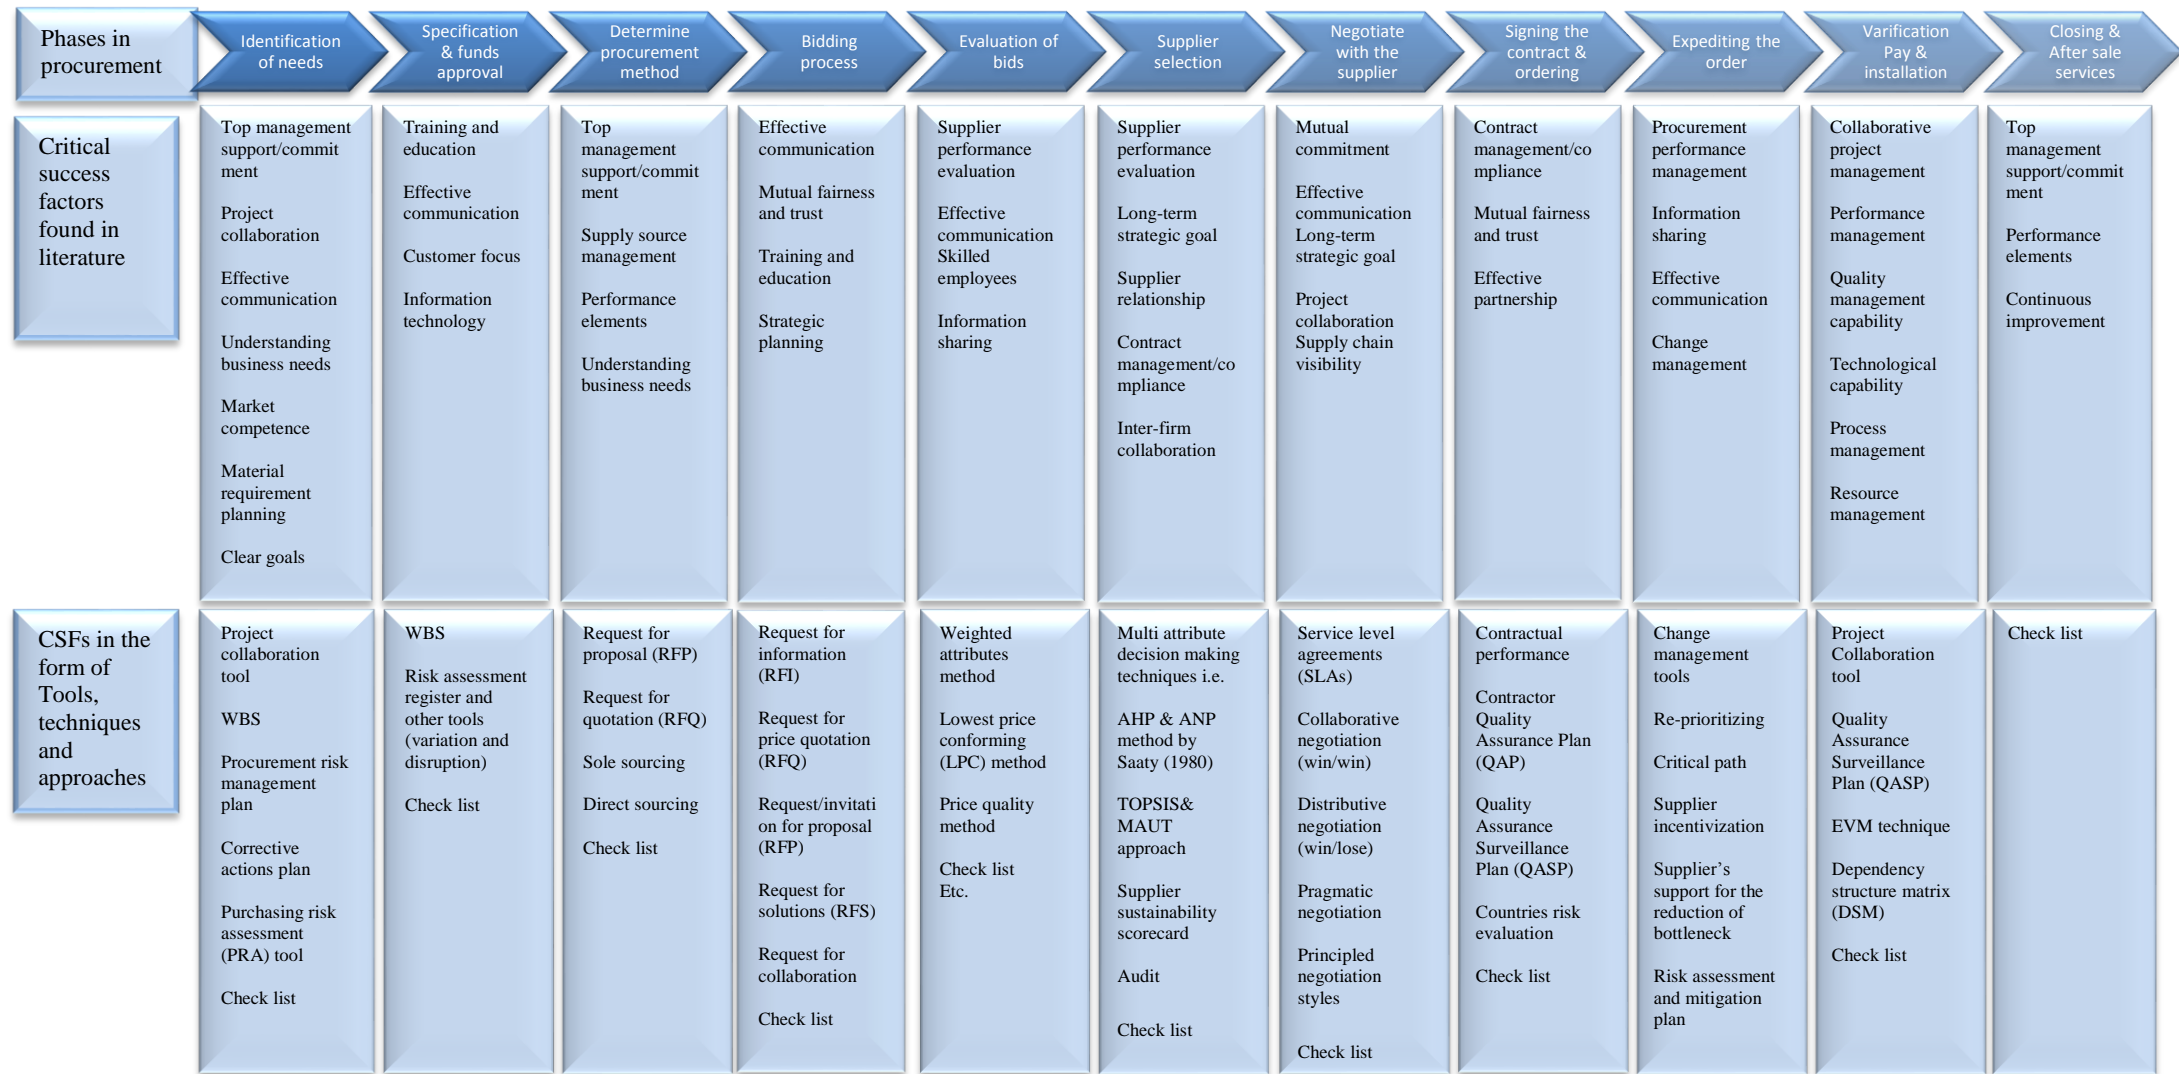 Phases in
procurement
Identification
of needs
Specification
& funds
approval
Determine
procurement
method
Bidding
process
Evaluation of
bids
Supplier
selection
Negotiate
with the
supplier
Signing the
contract &
ordering
Expediting the
order
Varification
Pay &
installation
Closing &
After sale
services
Critical
success
factors
found in
literature
Top management
support/commit
ment
Project
collaboration
Effective
communication
Understanding
business needs
Market
competence
Material
requirement
planning
Clear goals
Training and
education
Effective
communication
Customer focus
Information
technology
Top
management
support/commit
ment
Supply source
management
Performance
elements
Understanding
business needs
Effective
communication
Mutual fairness
and trust
Training and
education
Strategic
planning
Supplier
performance
evaluation
Effective
communication
Skilled
employees
Information
sharing
Supplier
performance
evaluation
Long-term
strategic goal
Supplier
relationship
Contract
management/co
mpliance
Inter-firm
collaboration
Mutual
commitment
Effective
communication
Long-term
strategic goal
Project
collaboration
Supply chain
visibility
Contract
management/co
mpliance
Mutual fairness
and trust
Effective
partnership
Procurement
performance
management
Information
sharing
Effective
communication
Change
management
Collaborative
project
management
Performance
management
Quality
management
capability
Technological
capability
Process
management
Resource
management
Top
management
support/commit
ment
Performance
elements
Continuous
improvement
CSFs in the
form of
Tools,
techniques
and
approaches
Project
collaboration
tool
WBS
Procurement risk
management
plan
Corrective
actions plan
Purchasing risk
assessment
(PRA) tool
Check list
WBS
Risk assessment
register and
other tools
(variation and
disruption)
Check list
Request for
proposal (RFP)
Request for
quotation (RFQ)
Sole sourcing
Direct sourcing
Check list
Request for
information
(RFI)
Request for
price quotation
(RFQ)
Request/invitati
on for proposal
(RFP)
Request for
solutions (RFS)
Request for
collaboration
Check list
Weighted
attributes
method
Lowest price
conforming
(LPC) method
Price quality
method
Check list
Etc.
Multi attribute
decision making
techniques i.e.
AHP & ANP
method by
Saaty (1980)
TOPSIS&
MAUT
approach
Supplier
sustainability
scorecard
Audit
Check list
Service level
agreements
(SLAs)
Collaborative
negotiation
(win/win)
Distributive
negotiation
(win/lose)
Pragmatic
negotiation
Principled
negotiation
styles
Check list
Contractual
performance
Contractor
Quality
Assurance Plan
(QAP)
Quality
Assurance
Surveillance
Plan (QASP)
Countries risk
evaluation
Check list
Change
management
tools
Re-prioritizing
Critical path
Supplier
incentivization
Supplier’s
support for the
reduction of
bottleneck
Risk assessment
and mitigation
plan
Project
Collaboration
tool
Quality
Assurance
Surveillance
Plan (QASP)
EVM technique
Dependency
structure matrix
(DSM)
Check list
Check list